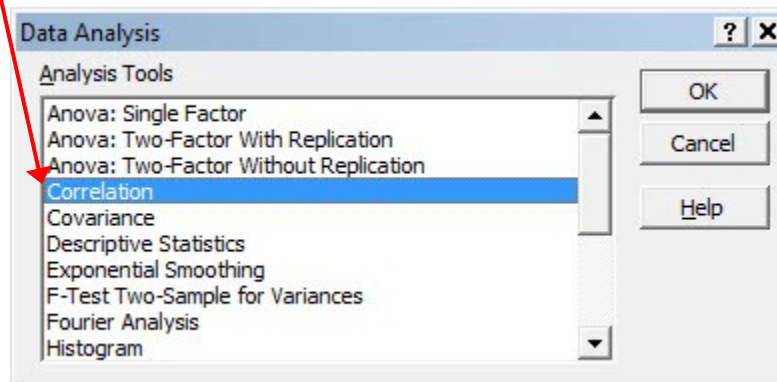 Data Analysis ? X
Analysis Tools
Anova: Single Factor
Anova: Two-Factor With Replication
Anova: Two-Factor Without Replication
Correlation
Covariance
Descriptive Statistics
Exponential Smoothing
F-Test Two-Sample for Variances
Fourier Analysis
Histogram
OK
Cancel
Help